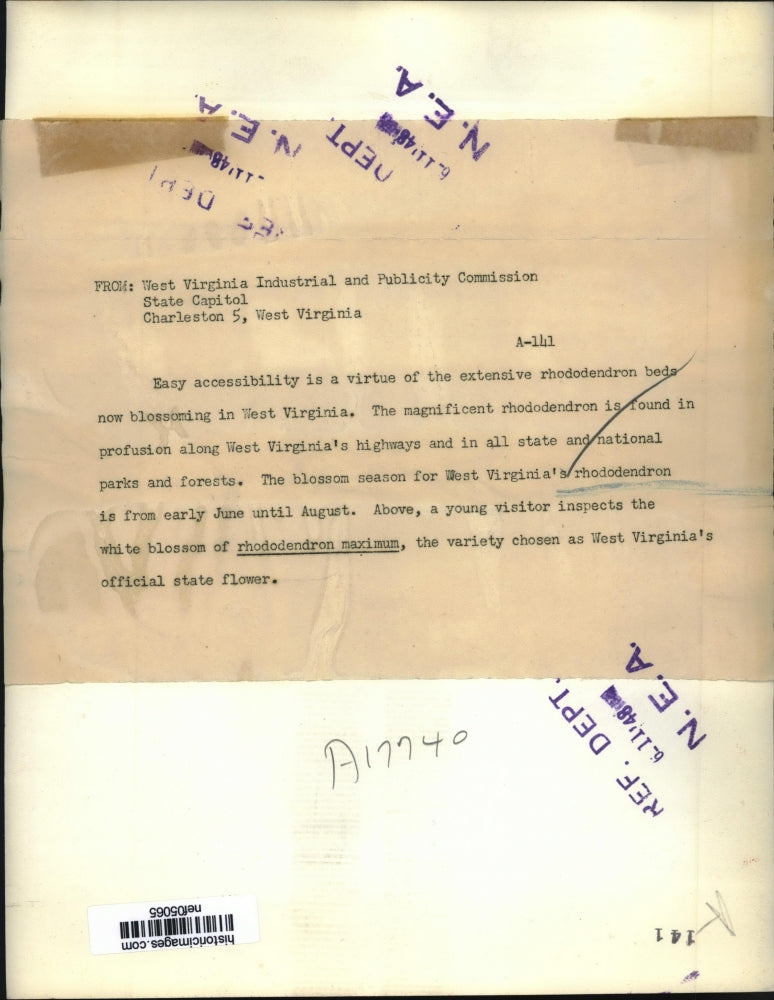 N.E.A.
6-11-48
DEPT.
N.E.A.
-11-48
REF DEPT
FROM: West Virginia Industrial and Publicity Commission
State Capitol
Charleston 5, West Virginia
A-141
Easy accessibility is a virtue of the extensive rhododendron beds
now blossoming in West Virginia. The magnificent rhododendron is found in
profusion along West Virginia's highways and in all state and national
parks and forests. The blossom season for West Virginia's rhododendron
is from early June until August. Above, a young visitor inspects the
white blossom of rhododendron maximum, the variety chosen as West Virginia's
official state flower.
N.E.A.
6-11-48
REF. DEPT.
A17740
nef05065
historicimages.com
141